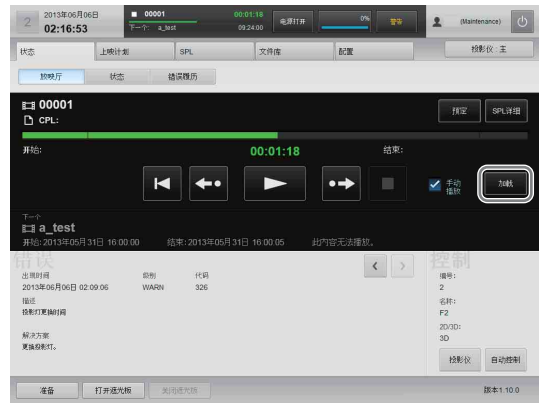 2
2013年06月06日
02:16:53
00001
00:01:18
下一个: a_test
09:24:00
电源打开
0%
警告
(Maintenance)
状态
上映计划
SPL
文件库
配置
投影仪:主
放映厅
状态
错误履历
00001
CPL:
预定
SPL详细
开始:
00:01:18
结束:
手动播放
加载
下一个
a_test
开始:2013年05月31日 16:00:00
结束:2013年05月31日 16:00:05
此内容无法播放。
错误
控制
出现时间
级别
代码
2013年06月06日 02:09:06
WARN
326
描述
投影灯更换时间
解决方案
更换投影灯。
编号:
2
名称:
F2
2D/3D:
3D
投影仪
自动控制
准备
打开遮光板
关闭遮光板
版本1.10.0